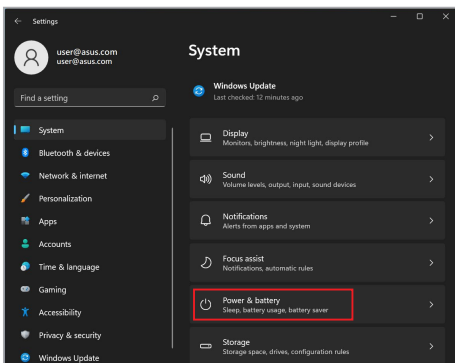 Settings
user@asus.com
user@asus.com
Find a setting
System
Bluetooth & devices
Network & internet
Personalization
Apps
Accounts
Time & language
Gaming
Accessibility
Privacy & security
Windows Update
System
Windows Update
Last checked: 12 minutes ago
Display
Monitors, brightness, night light, display profile
Sound
Volume levels, output, input, sound devices
Notifications
Alerts from apps and system
Focus assist
Notifications, automatic rules
Power & battery
Sleep, battery usage, battery saver
Storage
Storage space, drives, configuration rules